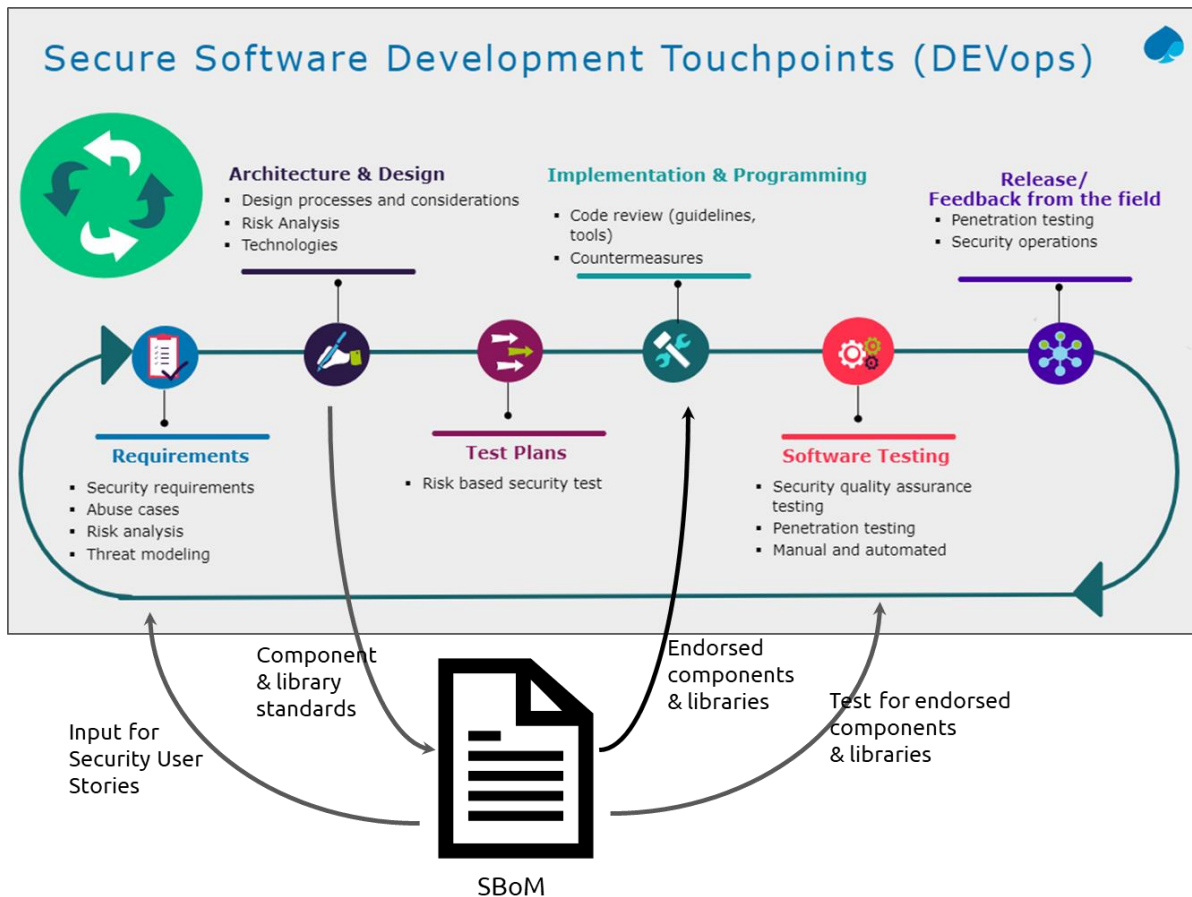 Secure Software Development Touchpoints (DEVops)
Architecture & Design
▪ Design processes and considerations
▪ Risk Analysis
▪ Technologies
Implementation & Programming
▪ Code review (guidelines,
tools)
▪ Countermeasures
Release/
Feedback from the field
▪ Penetration testing
▪ Security operations
Requirements
▪ Security requirements
▪ Abuse cases
▪ Risk analysis
▪ Threat modeling
Test Plans
▪ Risk based security test
Software Testing
▪ Security quality assurance
testing
▪ Penetration testing
▪ Manual and automated
Input for
Security User
Stories
Component
& library
standards
Endorsed
components
& libraries
Test for endorsed
components
& libraries
SBoM